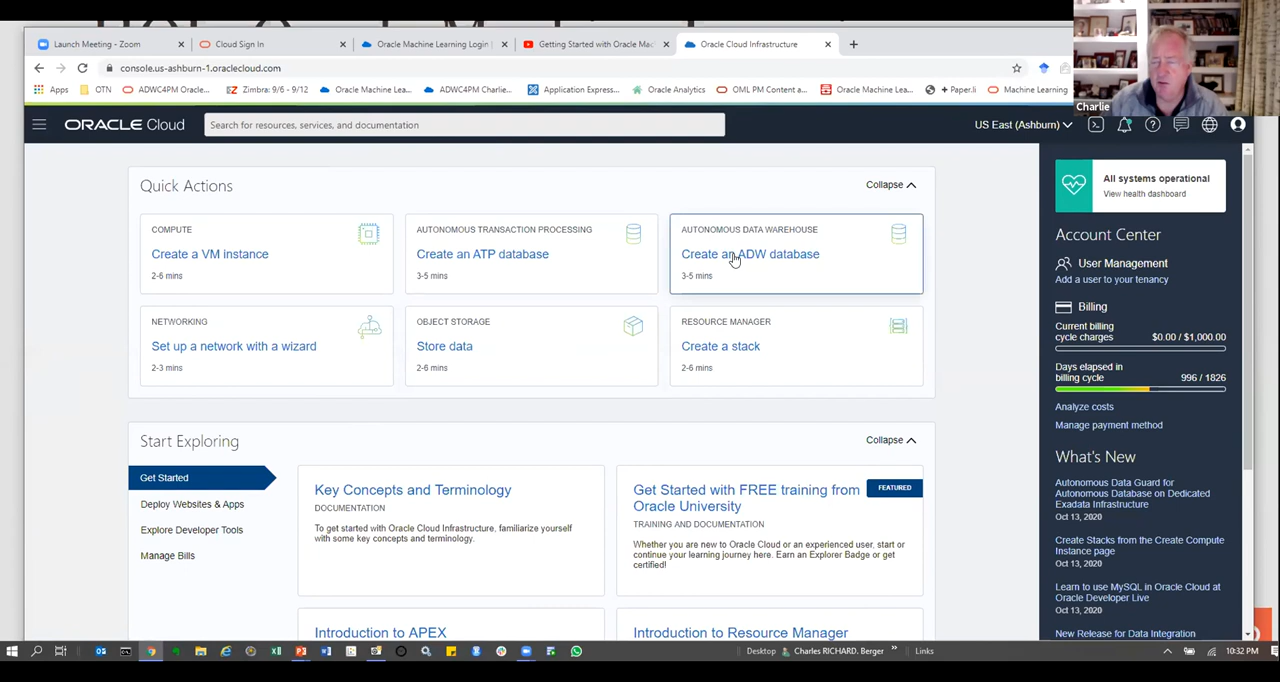 Launch Meeting - Zoom
Cloud Sign In
Oracle Machine Learning Login
Getting Started with Oracle Mac
Oracle Cloud Infrastructure
console.us-ashburn-1.oraclecloud.com
Apps
OTN
ADWC4PM Oracle...
Zimbra: 9/6 - 9/12
Oracle Machine Lea...
ADWC4PM Charlie...
Application Express...
Oracle Analytics
OML PM Content a...
Oracle Machine Lea...
+ Paper.li
Machine Learning
Charlie
ORACLE Cloud
Search for resources, services, and documentation
US East (Ashburn)
Quick Actions
Collapse
COMPUTE
Create a VM instance
2-6 mins
AUTONOMOUS TRANSACTION PROCESSING
Create an ATP database
3-5 mins
AUTONOMOUS DATA WAREHOUSE
Create an ADW database
3-5 mins
NETWORKING
Set up a network with a wizard
2-3 mins
OBJECT STORAGE
Store data
2-6 mins
RESOURCE MANAGER
Create a stack
2-6 mins
Start Exploring
Collapse
Get Started
Deploy Websites & Apps
Explore Developer Tools
Manage Bills
Key Concepts and Terminology
DOCUMENTATION
To get started with Oracle Cloud Infrastructure, familiarize yourself
with some key concepts and terminology.
Get Started with FREE training from
Oracle University
FEATURED
TRAINING AND DOCUMENTATION
Whether you are new to Oracle Cloud or an experienced user, start or
continue your learning journey here. Earn an Explorer Badge or get
certified!
Introduction to APEX
Introduction to Resource Manager
All systems operational
View health dashboard
Account Center
User Management
Add a user to your tenancy
Billing
Current billing
cycle charges
$0.00 / $1,000.00
Days elapsed in
billing cycle
996 / 1826
Analyze costs
Manage payment method
What's New
Autonomous Data Guard for
Autonomous Database on Dedicated
Exadata Infrastructure
Oct 13, 2020
Create Stacks from the Create Compute
Instance page
Oct 13, 2020
Learn to use MySQL in Oracle Cloud at
Oracle Developer Live
Oct 13, 2020
New Release for Data Integration
Desktop
Charles RICHARD, Berger
Links
10:32 PM